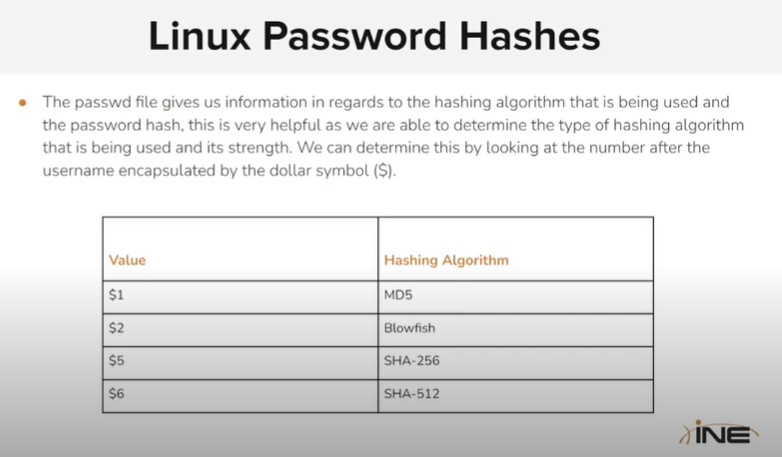 Linux Password Hashes
• The passwd file gives us information in regards to the hashing algorithm that is being used and
the password hash, this is very helpful as we are able to determine the type of hashing algorithm
that is being used and its strength. We can determine this by looking at the number after the
username encapsulated by the dollar symbol ($).
Value Hashing Algorithm
$1 MD5
$2 Blowfish
$5 SHA-256
$6 SHA-512
INE